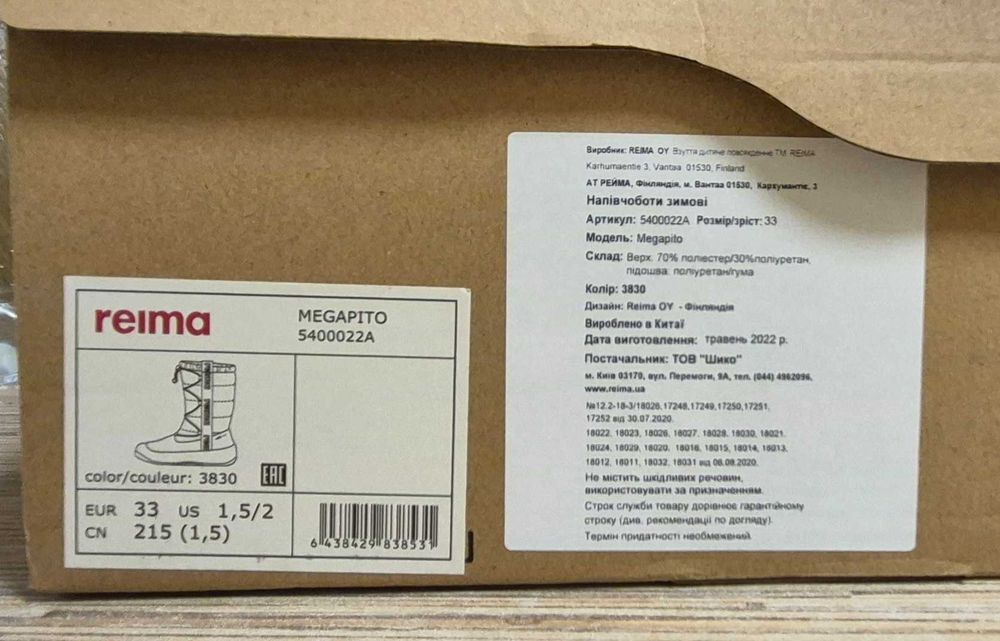 reima
MEGAPITO
5400022A
color/couleur: 3830
EAC
EUR 33 US 1,5/2
CN 215 (1,5)
6 438429 838531
Виробник: REIMA OY Взуття дитяче повсякденне ТМ REIMA
Karhumaentie 3, Vantaa 01530, Finland
АТ РЕЙМА, Фінляндія, м. Вантаа 01530, Кархумантіє, 3
Напівчоботи зимові
Артикул: 5400022A Розмір/зріст: 33
Модель: Megapito
Склад: Верх: 70% поліестер/30%поліуретан,
підошва: поліуретан/гума
Колір: 3830
Дизайн: Reima OY - Фінляндія
Вироблено в Китаї
Дата виготовлення: травень 2022 р.
Постачальник: ТОВ "Шико"
м. Київ 03170, вул. Перемоги, 9А, тел. (044) 4962096,
www.reima.ua
№12.2-18-3/18026, 17248,17249,17250,17251,
17252 від 30.07.2020.
18022, 18023, 18026, 18027, 18028, 18030, 18021,
18024, 18029, 18020, 18016, 18015, 18014, 18013,
18012, 18011, 18032, 18031 від 06.08.2020.
Не містить шкідливих речовин,
використовувати за призначенням.
Строк служби товару дорівнює гарантійному
строку (див. рекомендації по догляду).
Термін придатності необмежений.